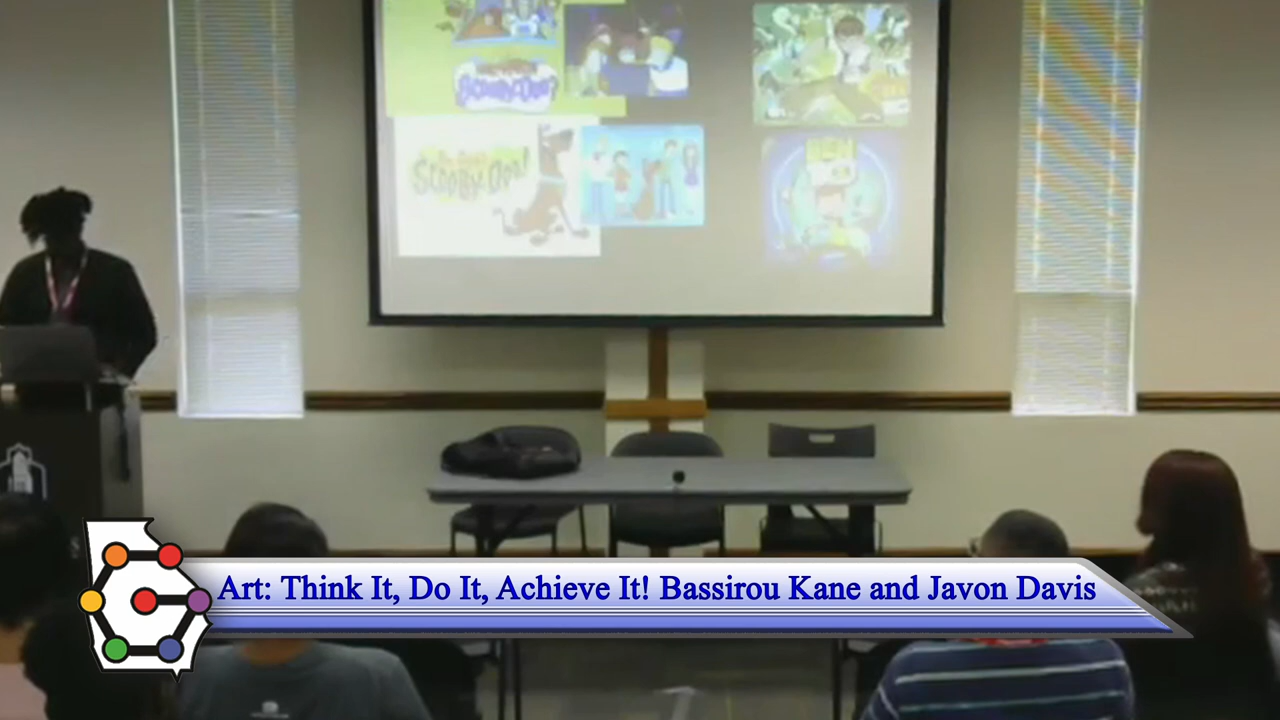 SCOOBY-DOO!
SCOOBY-DOO!
Art: Think It, Do It, Achieve It! Bassirou Kane and Javon Davis